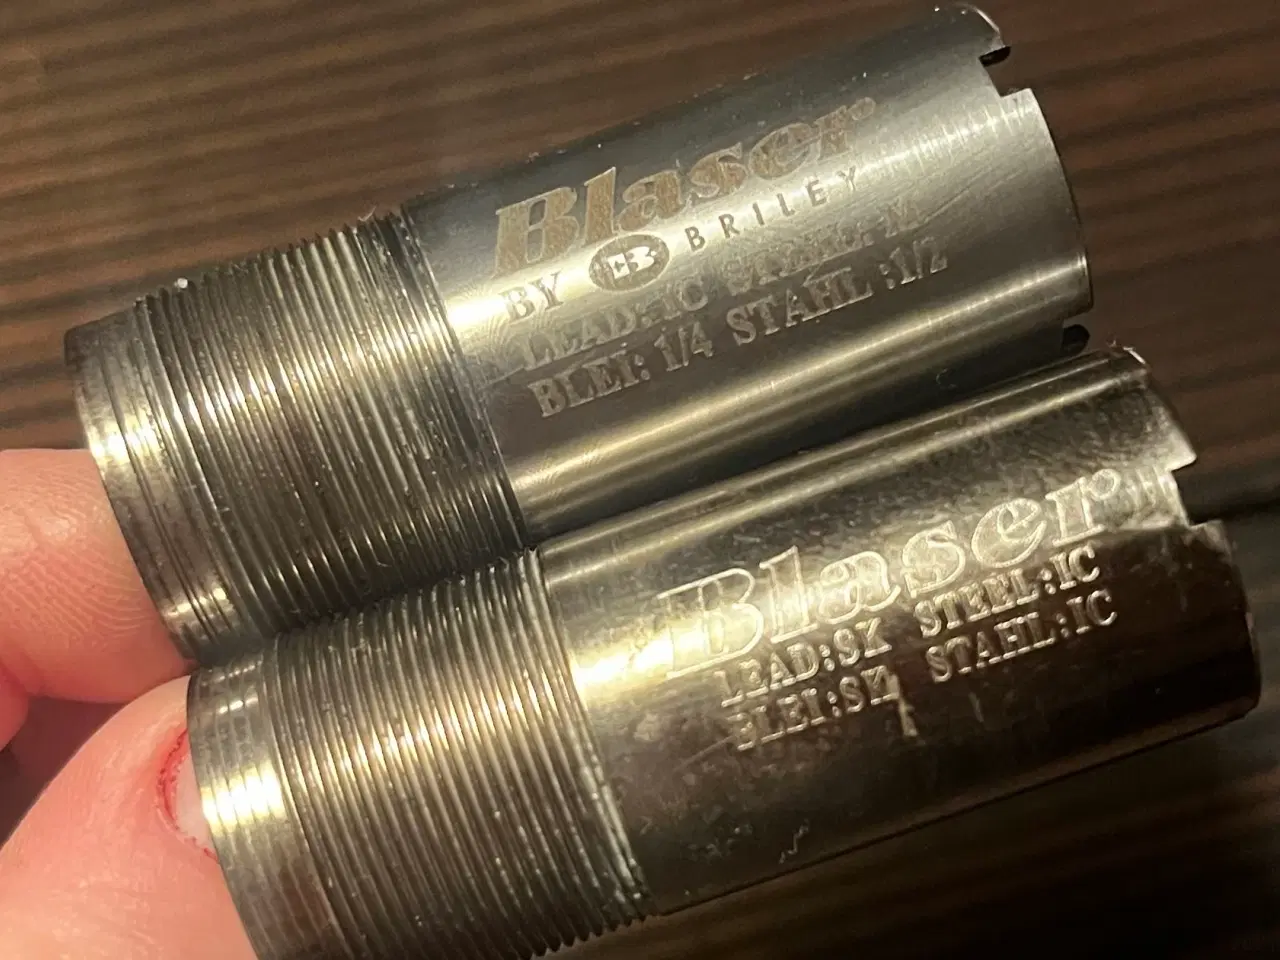 Blaser
BY B BRILEY
LEAD:IC STEEL:M
BLEI: 1/4 STAHL :1/2
Blaser
LEAD:SK STEEL:IC
BLEI:SK STAHL:IC